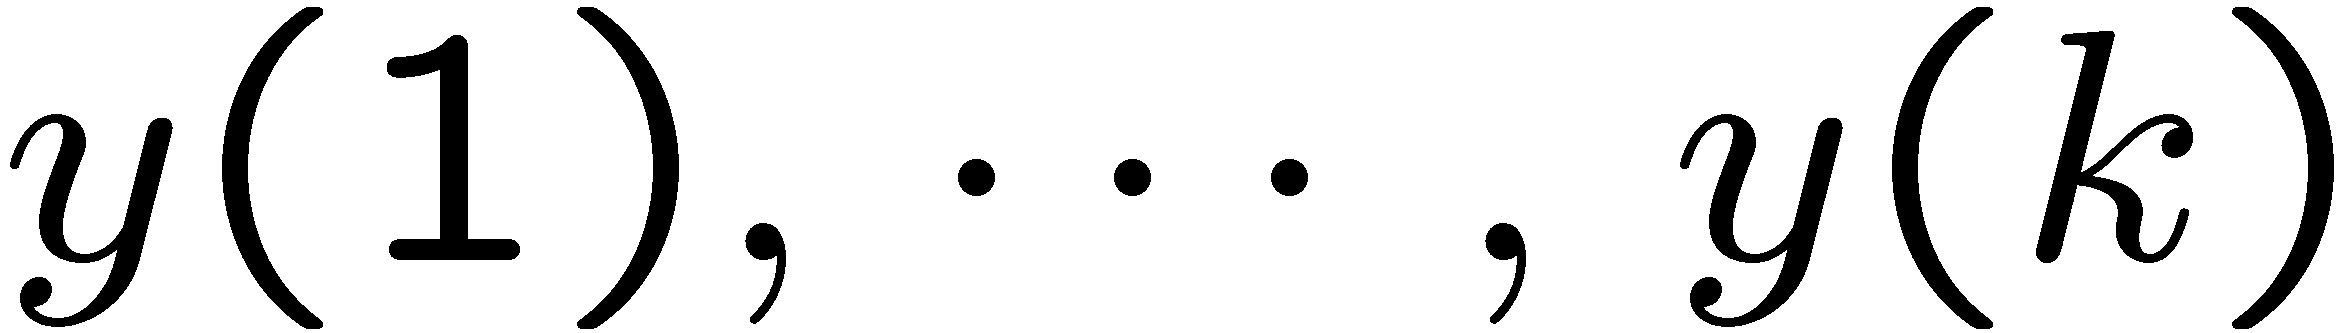 y(1), ⋯ , y(k)